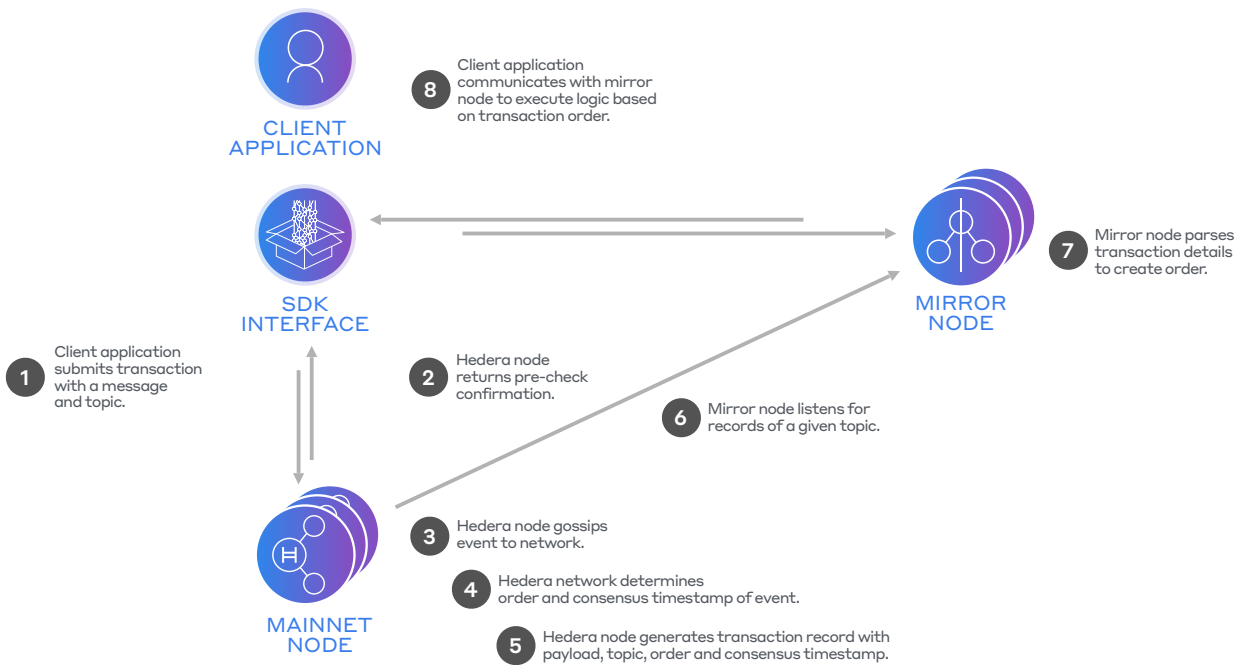 8
Client application
communicates with mirror
node to execute logic based
on transaction order.
CLIENT
APPLICATION
7
Mirror node parses
transaction details
to create order.
SDK
INTERFACE
MIRROR
NODE
1
Client application
submits transaction
with a message
and topic.
2
Hedera node
returns pre-check
confirmation.
6
Mirror node listens for
records of a given topic.
3
Hedera node gossips
event to network.
4
Hedera network determines
order and consensus timestamp of event.
MAINNET
NODE
5
Hedera node generates transaction record with
payload, topic, order and consensus timestamp.